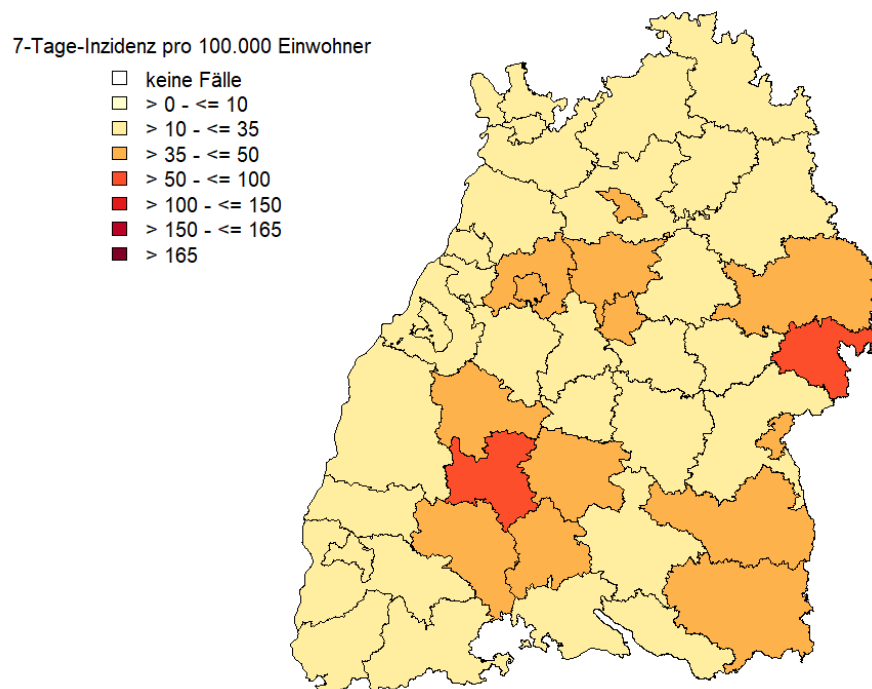 7-Tage-Inzidenz pro 100.000 Einwohner
keine Fälle
> 0 - <= 10
> 10 - <= 35
> 35 - <= 50
> 50 - <= 100
> 100 - <= 150
> 150 - <= 165
> 165